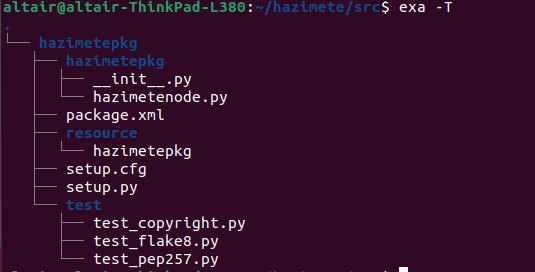 altair@altair-ThinkPad-L380:~/hazimete/src$ exa -T
.
└── hazimetepkg
    ├── hazimetepkg
    │   ├── __init__.py
    │   └── hazimetenode.py
    ├── package.xml
    ├── resource
    │   └── hazimetepkg
    ├── setup.cfg
    ├── setup.py
    └── test
        ├── test_copyright.py
        ├── test_flake8.py
        └── test_pep257.py